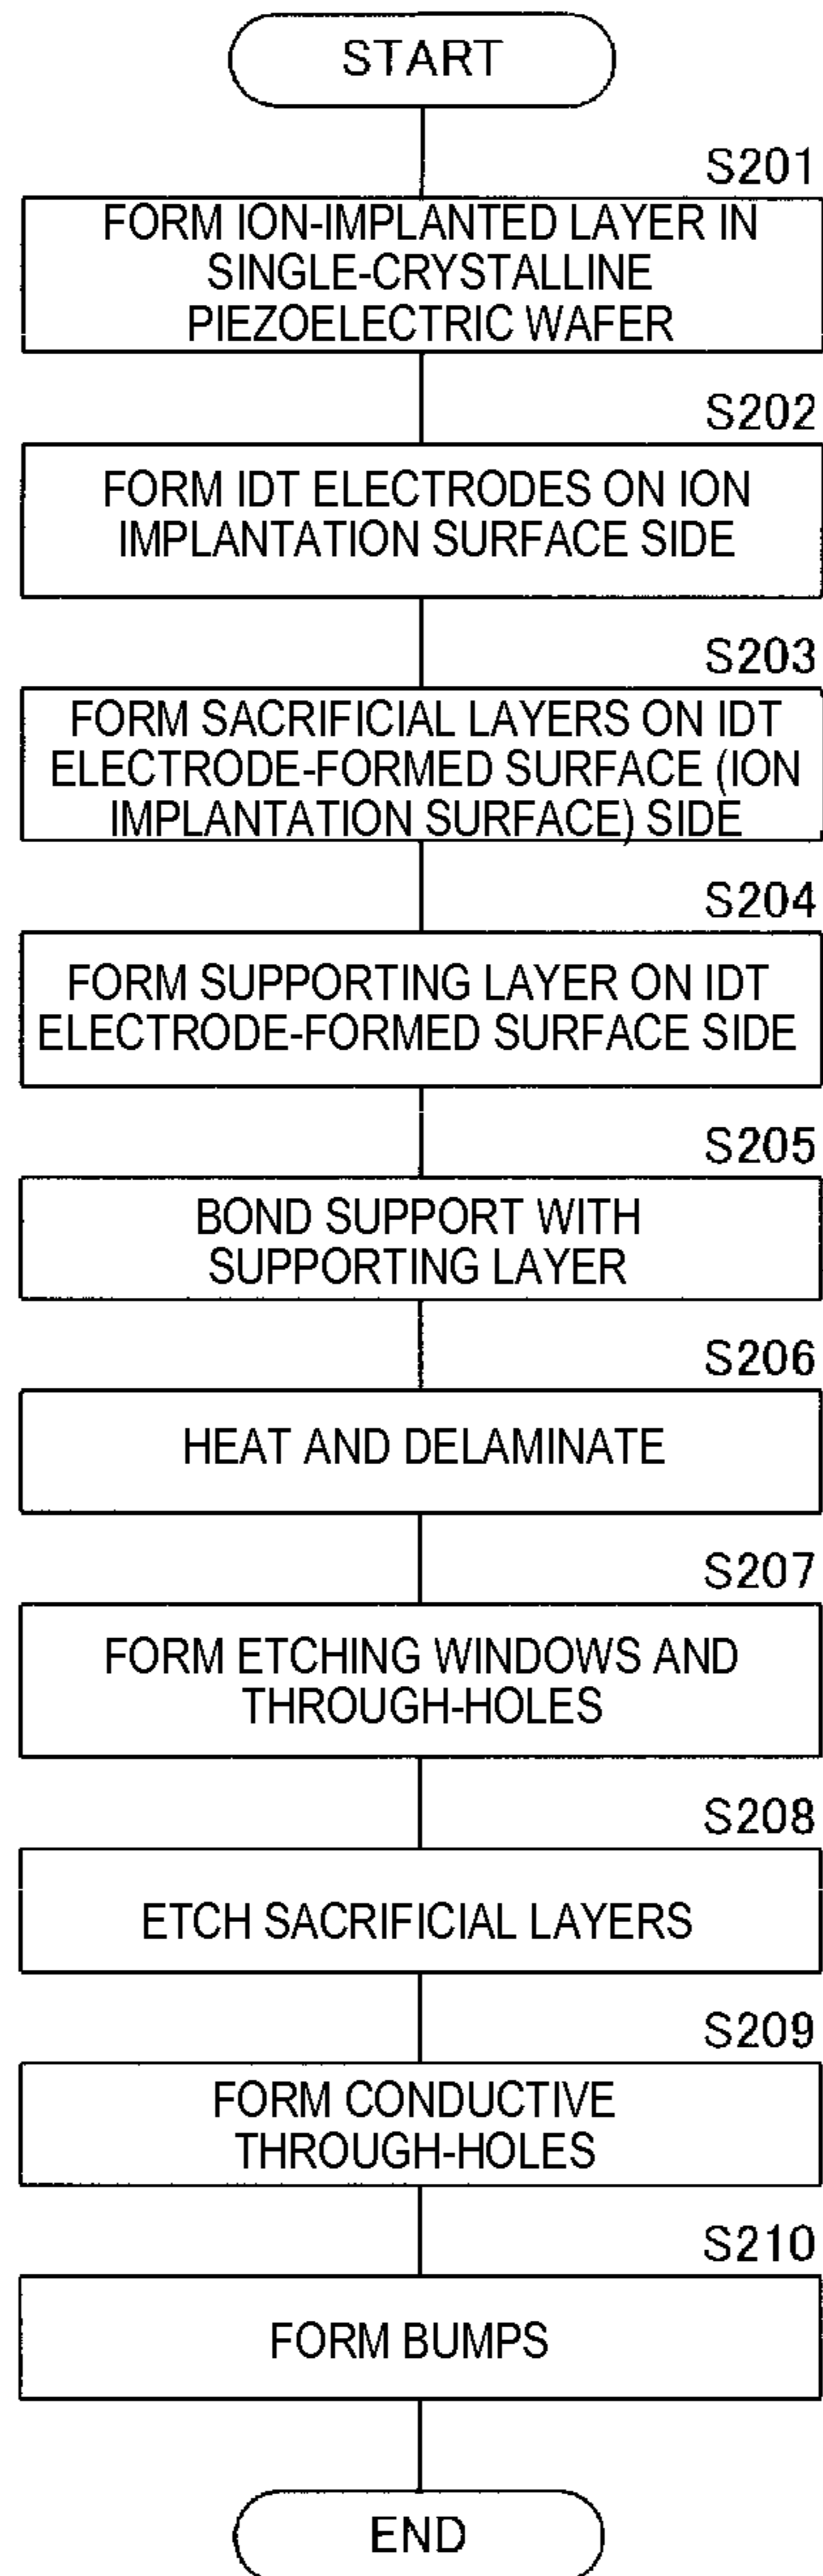 START
S201
FORM ION-IMPLANTED LAYER IN
SINGLE-CRYSTALLINE
PIEZOELECTRIC WAFER
S202
FORM IDT ELECTRODES ON ION
IMPLANTATION SURFACE SIDE
S203
FORM SACRIFICIAL LAYERS ON IDT
ELECTRODE-FORMED SURFACE (ION
IMPLANTATION SURFACE) SIDE
S204
FORM SUPPORTING LAYER ON IDT
ELECTRODE-FORMED SURFACE SIDE
S205
BOND SUPPORT WITH
SUPPORTING LAYER
S206
HEAT AND DELAMINATE
S207
FORM ETCHING WINDOWS AND
THROUGH-HOLES
S208
ETCH SACRIFICIAL LAYERS
S209
FORM CONDUCTIVE
THROUGH-HOLES
S210
FORM BUMPS
END